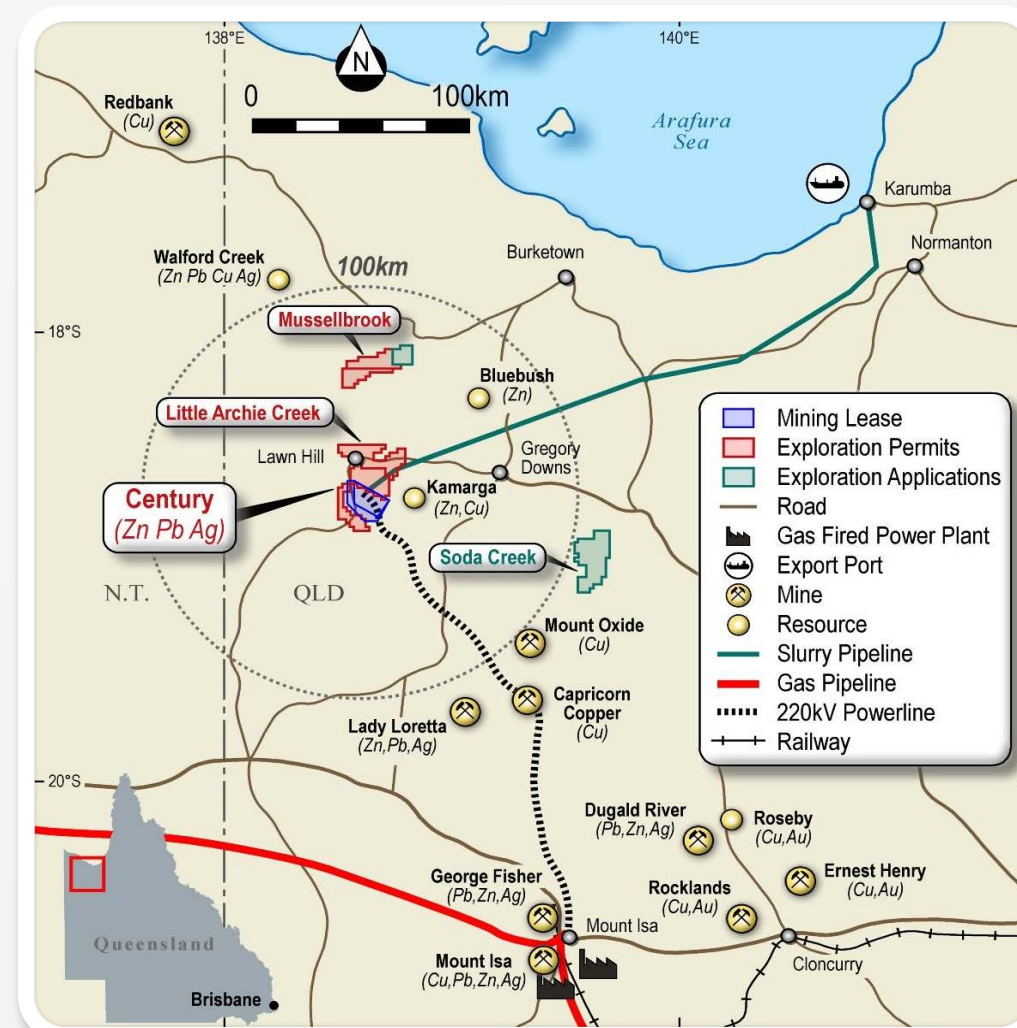 138°E
140°E
N
0
100km
Redbank
(Cu)
Arafura
Sea
Karumba
Walford Creek
(Zn Pb Cu Ag)
100km
Burketown
Normanton
18°S
Mussellbrook
Bluebush
(Zn)
Little Archie Creek
Lawn Hill
Gregory
Downs
Century
(Zn Pb Ag)
Kamarga
(Zn,Cu)
Soda Creek
N.T.
QLD
Mount Oxide
(Cu)
Capricorn
Copper
(Cu)
Lady Loretta
(Zn,Pb,Ag)
Mining Lease
Exploration Permits
Exploration Applications
Road
Gas Fired Power Plant
Export Port
Mine
Resource
Slurry Pipeline
Gas Pipeline
220kV Powerline
Railway
20°S
Dugald River
(Pb,Zn,Ag)
Roseby
(Cu,Au)
George Fisher
(Pb,Zn,Ag)
Rocklands
(Cu,Au)
Ernest Henry
(Cu,Au)
Mount Isa
Mount Isa
(Cu,Pb,Zn,Ag)
Cloncurry
Queensland
Brisbane